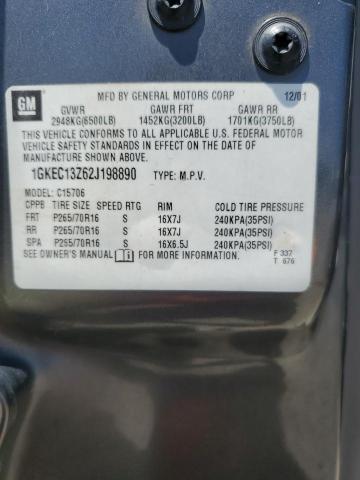 GM
MFD BY GENERAL MOTORS CORP 12/01
GVWR GAWR FRT GAWR RR
2948KG(6500LB) 1452KG(3200LB) 1701KG(3750LB)
THIS VEHICLE CONFORMS TO ALL APPLICABLE U.S. FEDERAL MOTOR
VEHICLE SAFETY STANDARDS IN EFFECT ON THE DATE OF
MANUFACTURE SHOWN ABOVE.
1GKEC13Z62J198890 TYPE: M.P.V.
MODEL: C15706
CPPB TIRE SIZE SPEED RTG RIM COLD TIRE PRESSURE
FRT P265/70R16 S 16X7J 240KPA(35PSI)
RR P265/70R16 S 16X7J 240KPA(35PSI)
SPA P265/70R16 S 16X6.5J 240KPA(35PSI)
SEE OWNER'S MANUAL FOR MORE INFORMATION. F 337
T 676